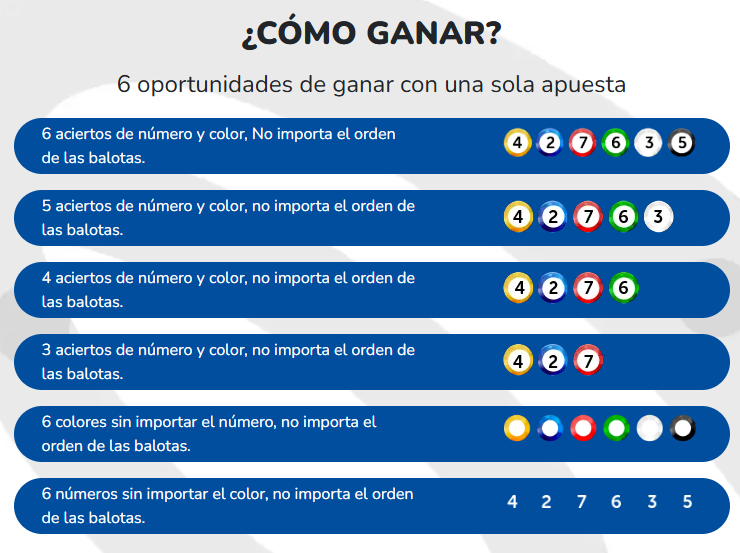 ¿CÓMO GANAR?
6 oportunidades de ganar con una sola apuesta
6 aciertos de número y color, No importa el orden
de las balotas.
4 2 7 6 3 5
5 aciertos de número y color, no importa el orden de
las balotas.
4 2 7 6 3
4 aciertos de número y color, no importa el orden de
las balotas.
4 2 7 6
3 aciertos de número y color, no importa el orden de
las balotas.
4 2 7
6 colores sin importar el número, no importa el
orden de las balotas.
6 números sin importar el color, no importa el orden
de las balotas.
4 2 7 6 3 5